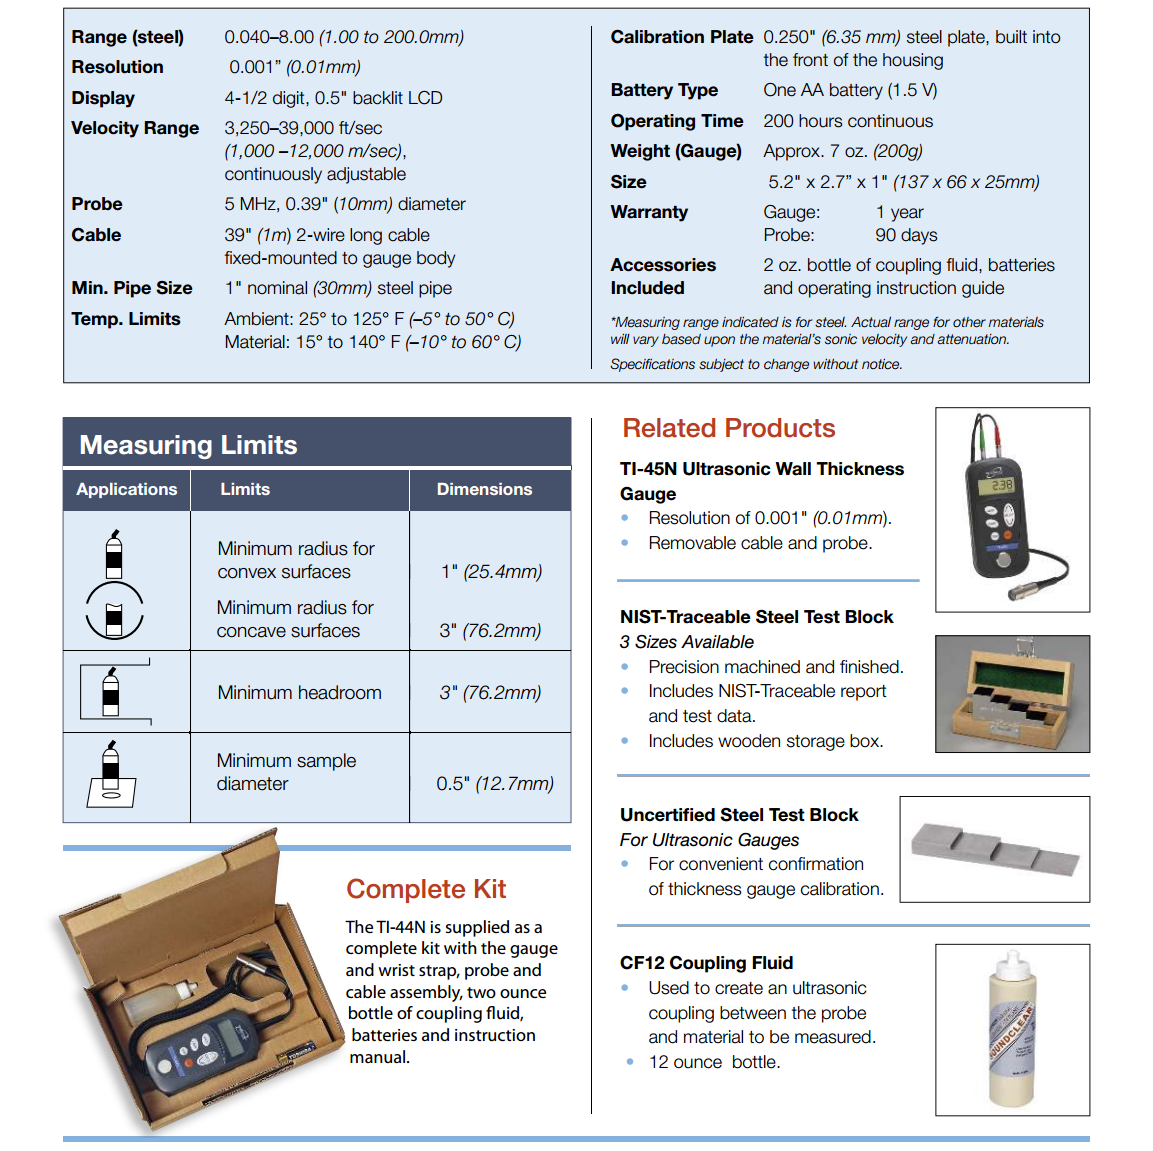 Range (steel) 0.040–8.00 (1.00 to 200.0mm)
Resolution 0.001” (0.01mm)
Display 4-1/2 digit, 0.5" backlit LCD
Velocity Range 3,250–39,000 ft/sec
(1,000 –12,000 m/sec),
continuously adjustable
Probe 5 MHz, 0.39" (10mm) diameter
Cable 39" (1m) 2-wire long cable
fixed-mounted to gauge body
Min. Pipe Size 1" nominal (30mm) steel pipe
Temp. Limits Ambient: 25° to 125° F (–5° to 50° C)
Material: 15° to 140° F (–10° to 60° C)
Calibration Plate 0.250" (6.35 mm) steel plate, built into
the front of the housing
Battery Type One AA battery (1.5 V)
Operating Time 200 hours continuous
Weight (Gauge) Approx. 7 oz. (200g)
Size 5.2" x 2.7” x 1" (137 x 66 x 25mm)
Warranty Gauge: 1 year
Probe: 90 days
Accessories 2 oz. bottle of coupling fluid, batteries
Included and operating instruction guide
*Measuring range indicated is for steel. Actual range for other materials
will vary based upon the material's sonic velocity and attenuation.
Specifications subject to change without notice.
Measuring Limits
Applications Limits Dimensions
Minimum radius for
convex surfaces 1" (25.4mm)
Minimum radius for
concave surfaces 3" (76.2mm)
Minimum headroom 3" (76.2mm)
Minimum sample
diameter 0.5" (12.7mm)
Complete Kit
The TI-44N is supplied as a
complete kit with the gauge
and wrist strap, probe and
cable assembly, two ounce
bottle of coupling fluid,
batteries and instruction
manual.
Related Products
TI-45N Ultrasonic Wall Thickness
Gauge
• Resolution of 0.001" (0.01mm).
• Removable cable and probe.
2.38
NIST-Traceable Steel Test Block
3 Sizes Available
• Precision machined and finished.
• Includes NIST-Traceable report
and test data.
• Includes wooden storage box.
Uncertified Steel Test Block
For Ultrasonic Gauges
• For convenient confirmation
of thickness gauge calibration.
CF12 Coupling Fluid
• Used to create an ultrasonic
coupling between the probe
and material to be measured.
• 12 ounce bottle.